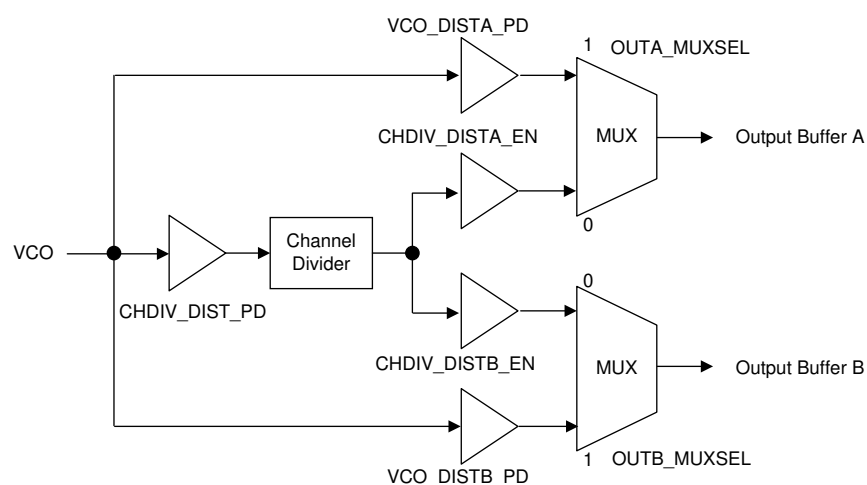 VCO_DISTA_PD
1 OUTA_MUXSEL
MUX
Output Buffer A
CHDIV_DISTA_EN
0
VCO
Channel
Divider
CHDIV_DIST_PD
0
CHDIV_DISTB_EN
MUX
Output Buffer B
1 OUTB_MUXSEL
VCO_DISTB_PD